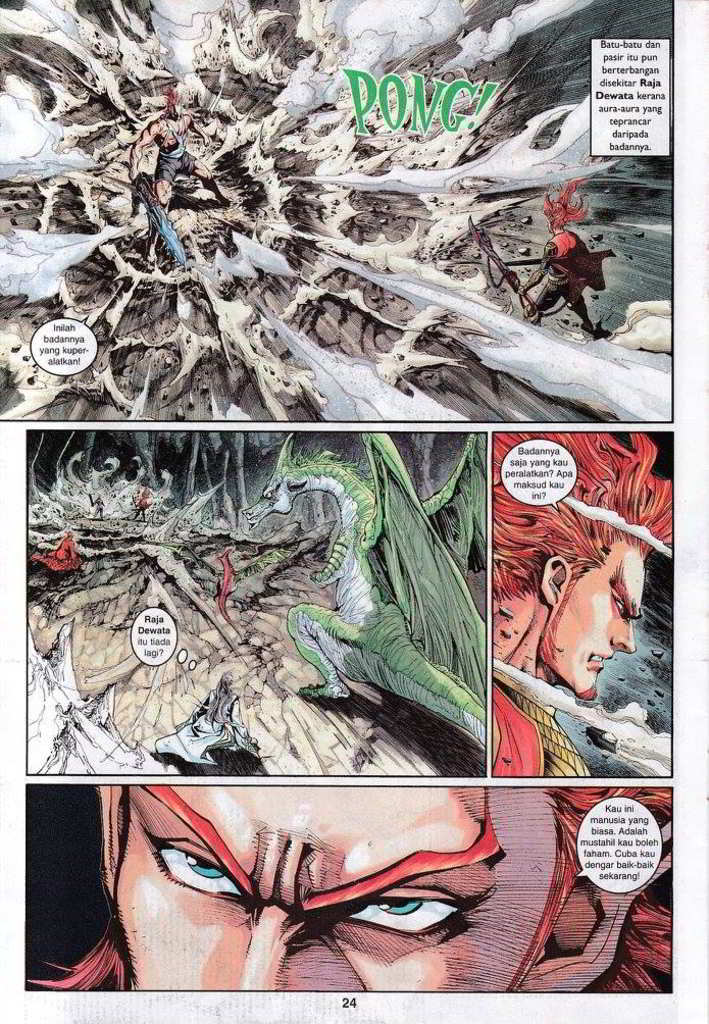 PONG!
Batu-batu dan
pasir itu pun
berterbangan
disekitar Raja
Dewata kerana
aura-aura yang
teprancar
daripada
badannya.
Inilah
badannya
yang kuper-
alatkan!
Raja
Dewata
itu tiada
lagi?
Badannya
saja yang kau
peralatkan? Apa
maksud kau
ini?
Kau ini
manusia yang
biasa. Adalah
mustahil kau boleh
faham. Cuba kau
dengar baik-baik
sekarang!
24